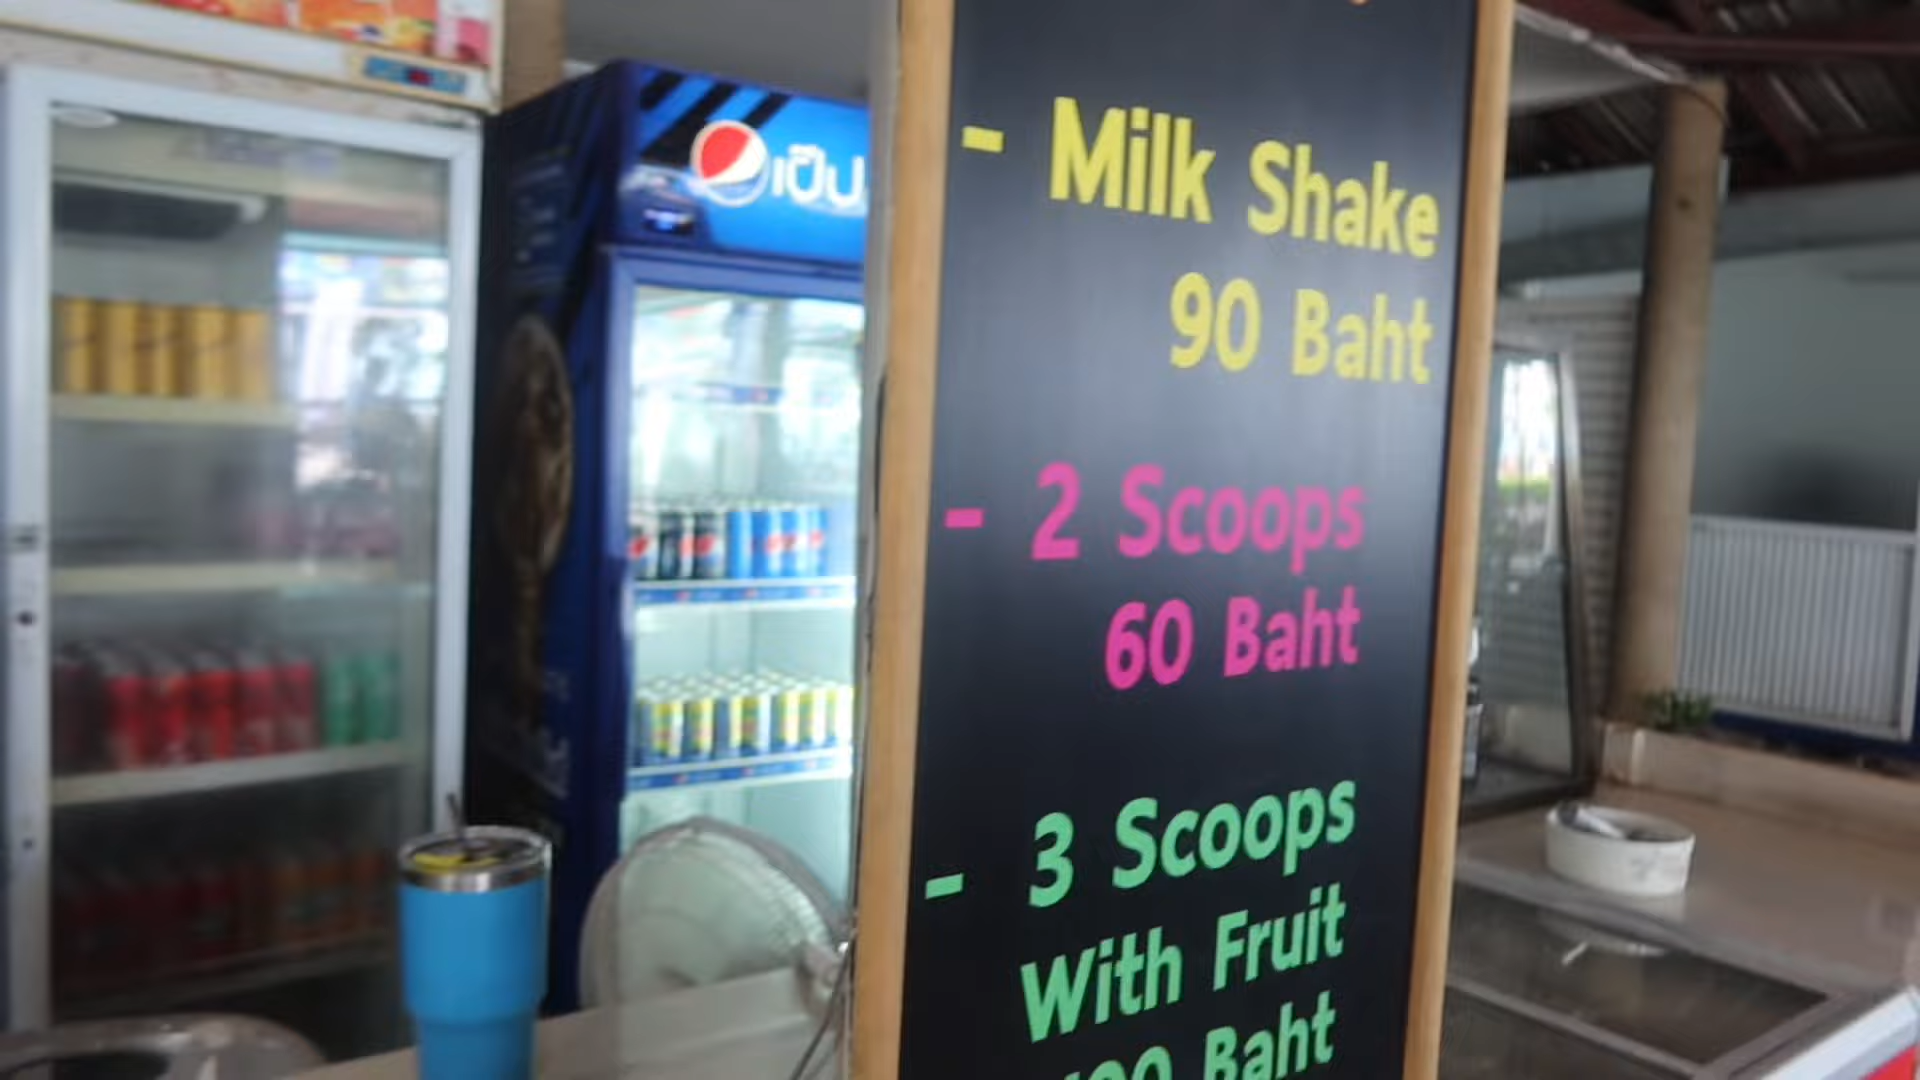 เป๊ป
- Milk Shake
90 Baht
- 2 Scoops
60 Baht
- 3 Scoops
With Fruit
Baht